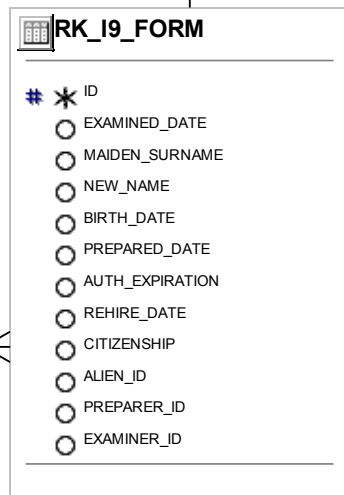 RK_I9_FORM
# * ID
EXAMINED_DATE
MAIDEN_SURNAME
NEW_NAME
BIRTH_DATE
PREPARED_DATE
AUTH_EXPIRATION
REHIRE_DATE
CITIZENSHIP
ALIEN_ID
PREPARER_ID
EXAMINER_ID